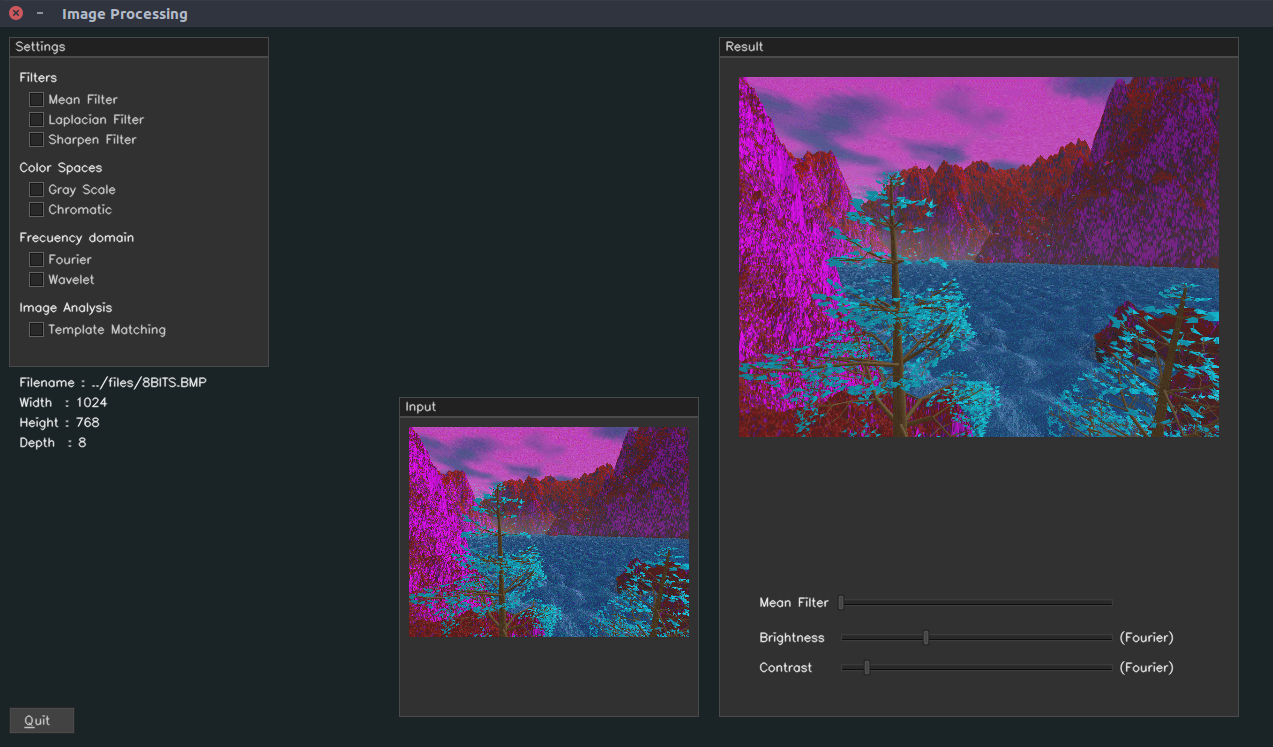 Image Processing
Settings
Filters
Mean Filter
Laplacian Filter
Sharpen Filter
Color Spaces
Gray Scale
Chromatic
Frecuency domain
Fourier
Wavelet
Image Analysis
Template Matching
Filename : ../files/8BITS.BMP
Width : 1024
Height : 768
Depth : 8
Quit
Input
Result
Mean Filter
Brightness (Fourier)
Contrast (Fourier)